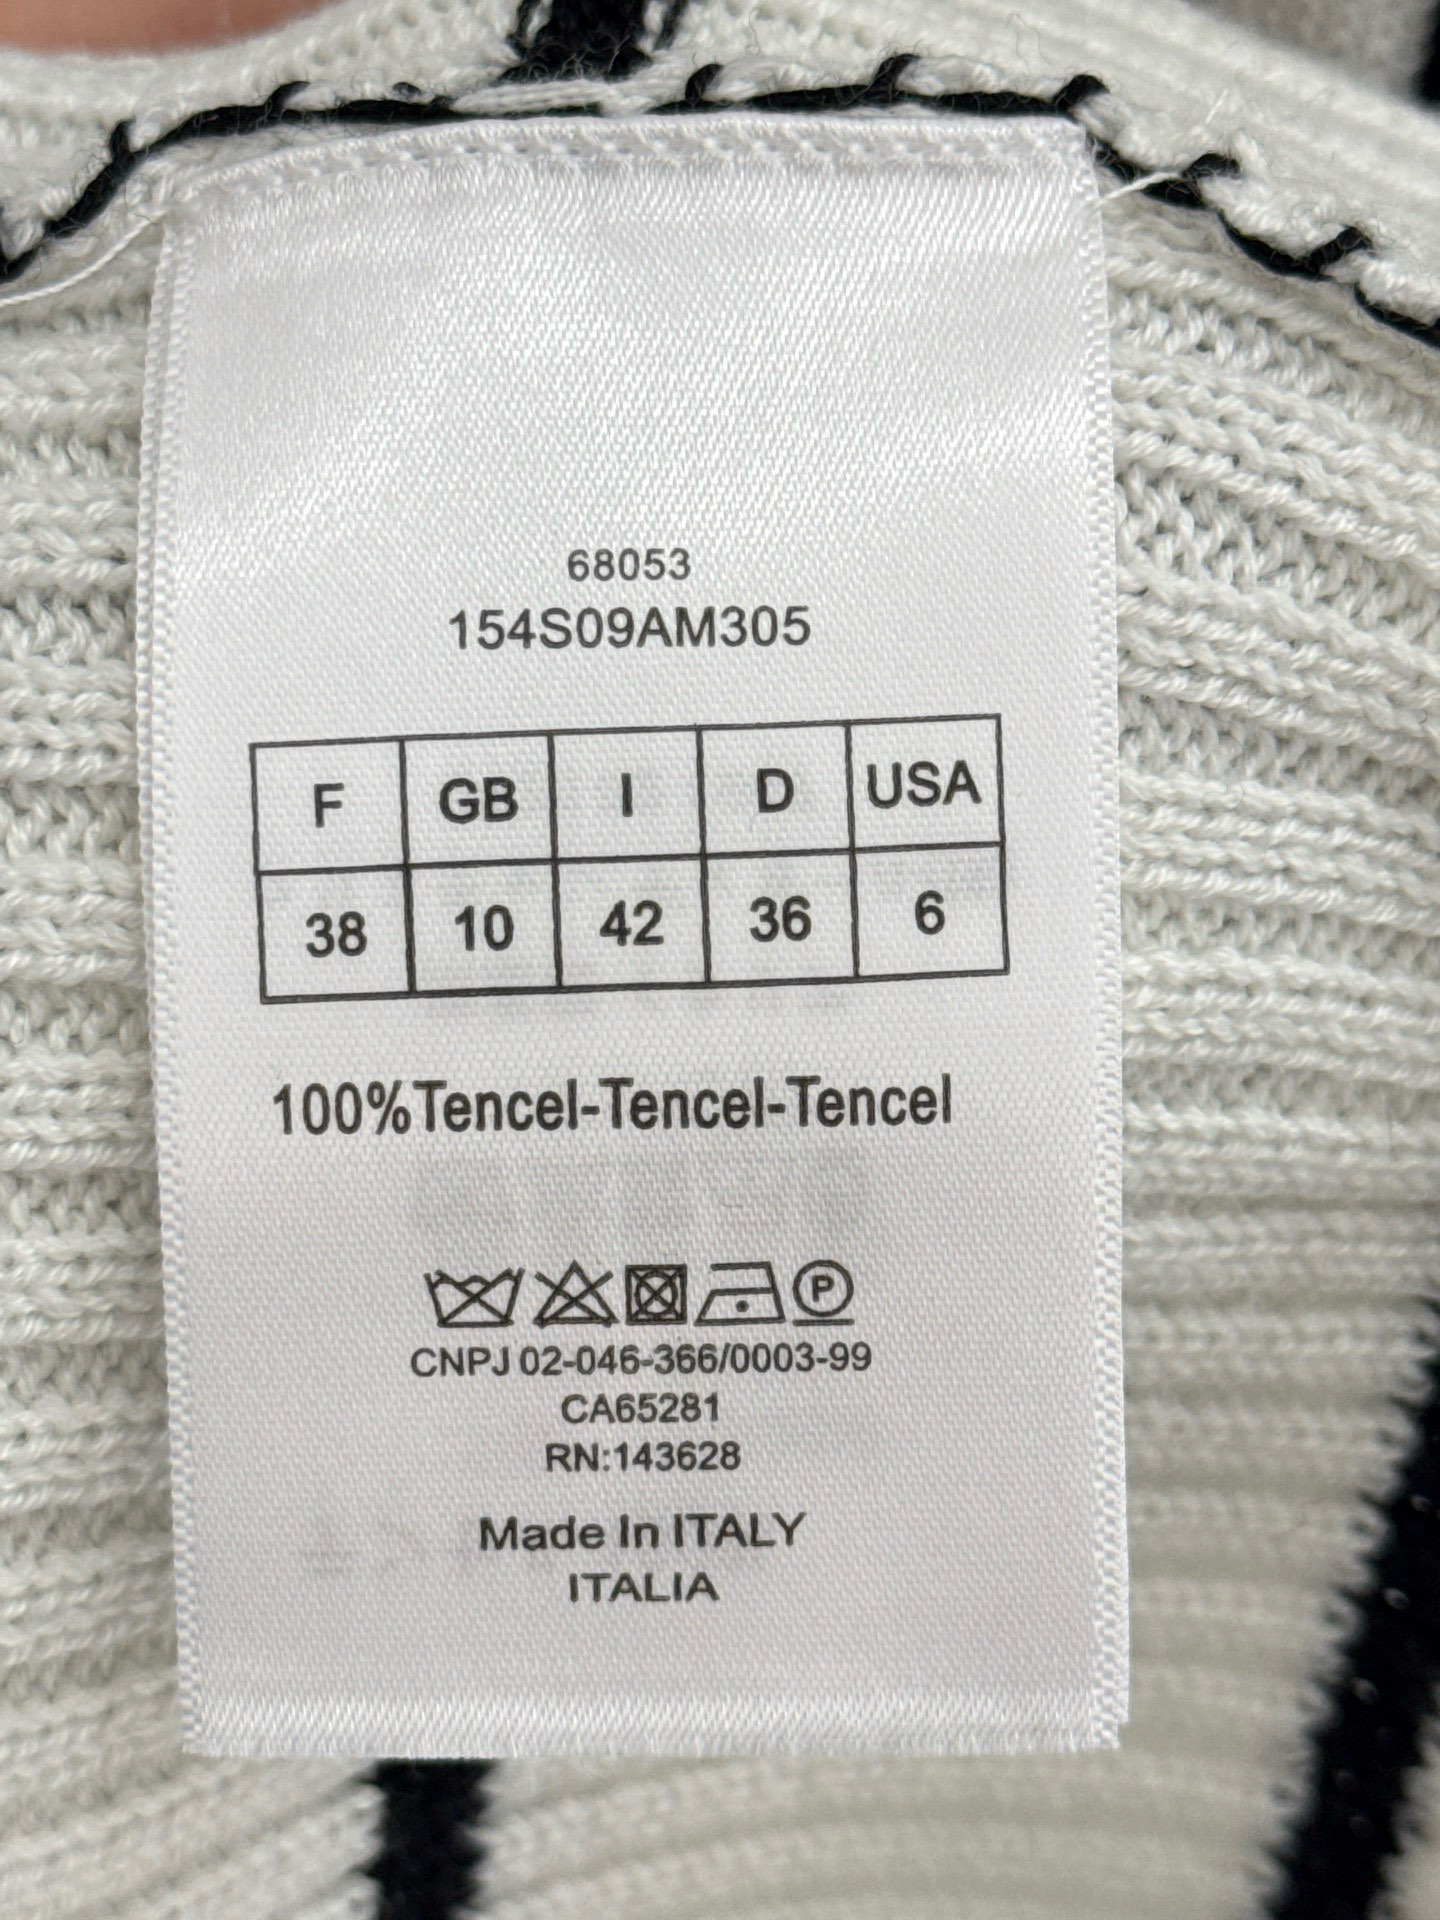 68053
154S09AM305
F GB I D USA
38 10 42 36 6
100%Tencel-Tencel-Tencel
P
CNPJ 02-046-366/0003-99
CA65281
RN:143628
Made In ITALY
ITALIA